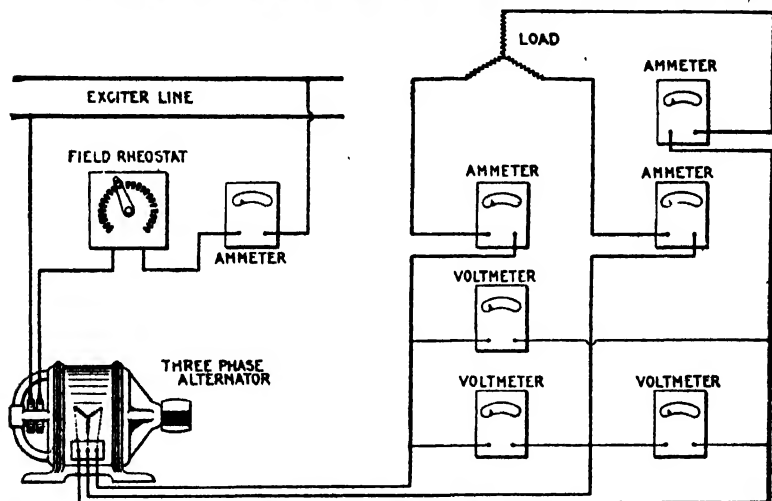 LOAD
AMMETER
EXCITER LINE
FIELD RHEOSTAT
AMMETER
AMMETER
AMMETER
VOLTMETER
THREE PHASE
ALTERNATOR
VOLTMETER
VOLTMETER